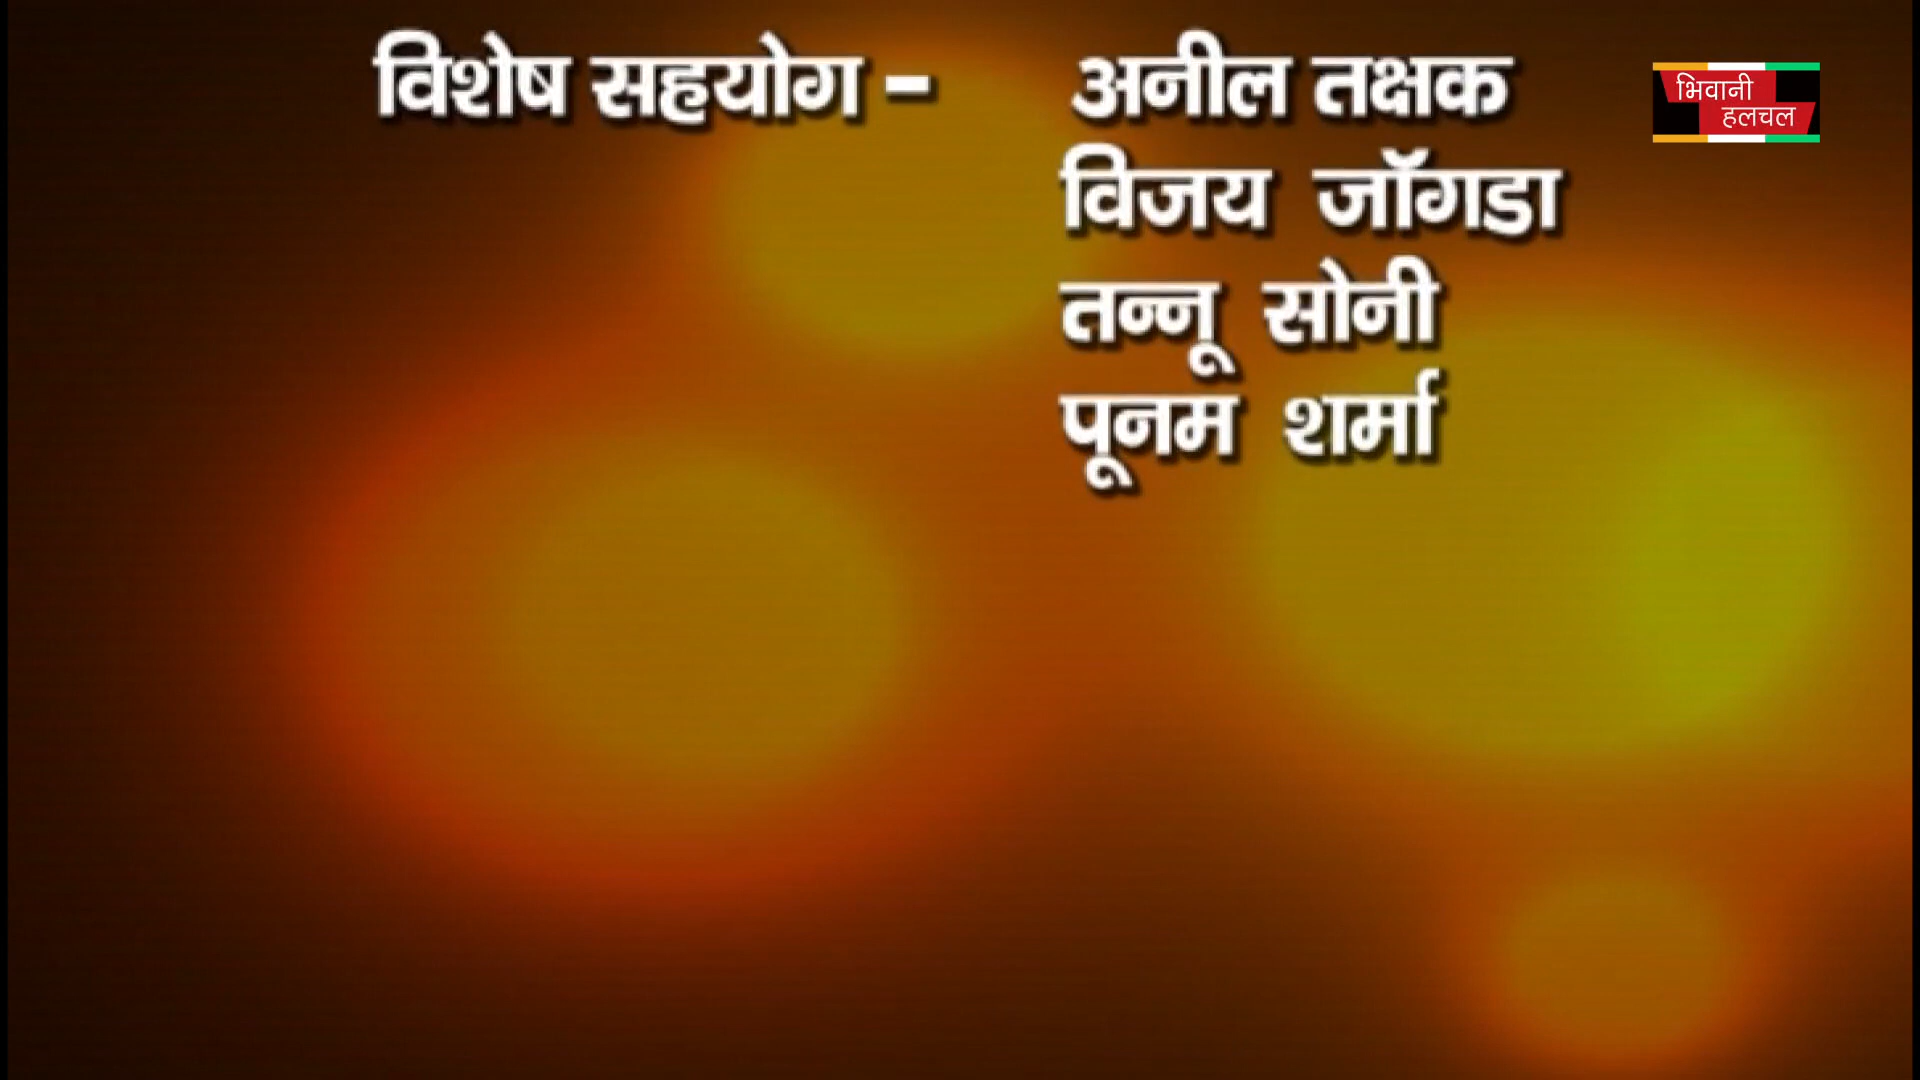 विशेष सहयोग - अनील तक्षक
विजय जॉगडा
तन्नू सोनी
पूनम शर्मा
भिवानी
हलचल